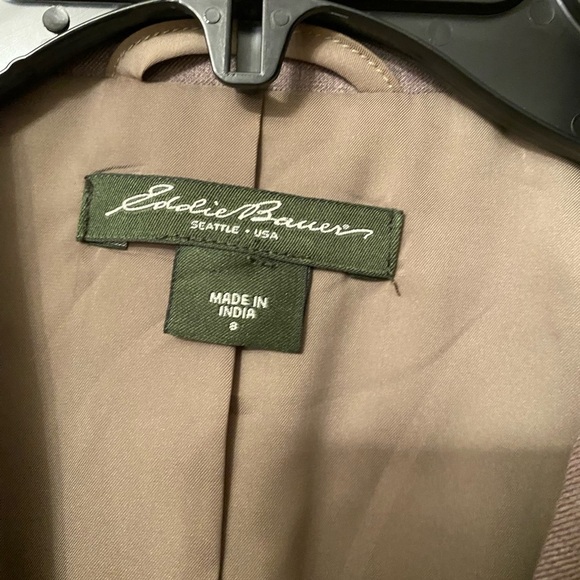 Eddie Bauer
SEATTLE • USA
MADE IN
INDIA
8